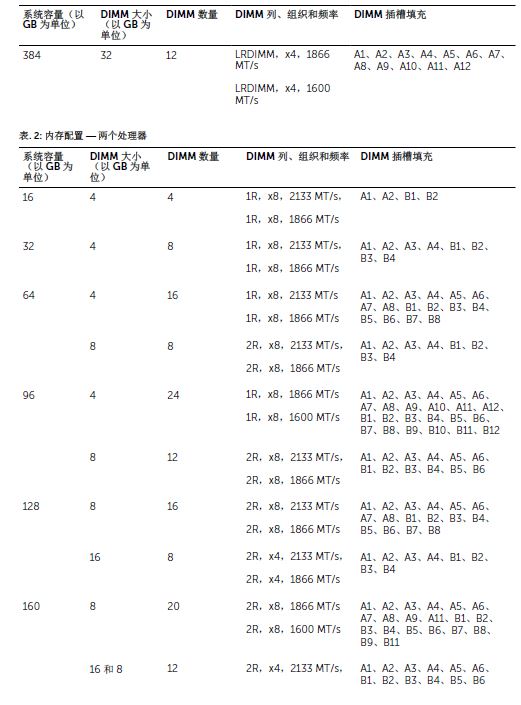 系统容量（以 DIMM 大小 DIMM 数量 DIMM 列、组织和频率 DIMM 插槽填充
GB 为单位） （以 GB 为
单位）
384 32 12 LRDIMM，x4，1866 A1、A2、A3、A4、A5、A6、A7、
MT/s A8、A9、A10、A11、A12
LRDIMM，x4，1600
MT/s
表. 2: 内存配置 — 两个处理器
系统容量 DIMM 大小 DIMM 数量 DIMM 列、组织和频率 DIMM 插槽填充
（以 GB 为 （以 GB 为单
单位） 位）
16 4 4 1R，x8，2133 MT/s， A1、A2、B1、B2
1R，x8，1866 MT/s
32 4 8 1R，x8，2133 MT/s， A1、A2、A3、A4、B1、B2、
1R，x8，1866 MT/s B3、B4
64 4 16 1R，x8，2133 MT/s A1、A2、A3、A4、A5、A6、
1R，x8，1866 MT/s A7、A8、B1、B2、B3、B4、
B5、B6、B7、B8
8 8 2R，x8，2133 MT/s， A1、A2、A3、A4、B1、B2、
2R，x8，1866 MT/s B3、B4
96 4 24 1R，x8，1866 MT/s A1、A2、A3、A4、A5、A6、
1R，x8，1600 MT/s A7、A8、A9、A10、A11、A12、
B1、B2、B3、B4、B5、B6、
B7、B8、B9、B10、B11、B12
8 12 2R，x8，2133 MT/s， A1、A2、A3、A4、A5、A6、
2R，x8，1866 MT/s B1、B2、B3、B4、B5、B6
128 8 16 2R，x8，2133 MT/s A1、A2、A3、A4、A5、A6、
2R，x8，1866 MT/s A7、A8、B1、B2、B3、B4、
B5、B6、B7、B8
16 8 2R，x4，2133 MT/s， A1、A2、A3、A4、B1、B2、
2R，x4，1866 MT/s B3、B4
160 8 20 2R，x8，1866 MT/s A1、A2、A3、A4、A5、A6、
2R，x8，1600 MT/s A7、A8、A9、A11、B1、B2、
B3、B4、B5、B6、B7、B8、
B9、B11
16 和 8 12 2R，x4，2133 MT/s， A1、A2、A3、A4、A5、A6、
B1、B2、B3、B4、B5、B6